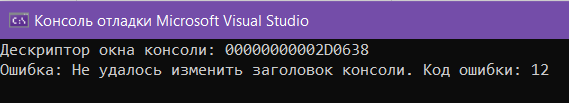 Консоль отладки Microsoft Visual Studio
Дескриптор окна консоли: 00000000002D0638
Ошибка: Не удалось изменить заголовок консоли. Код ошибки: 12